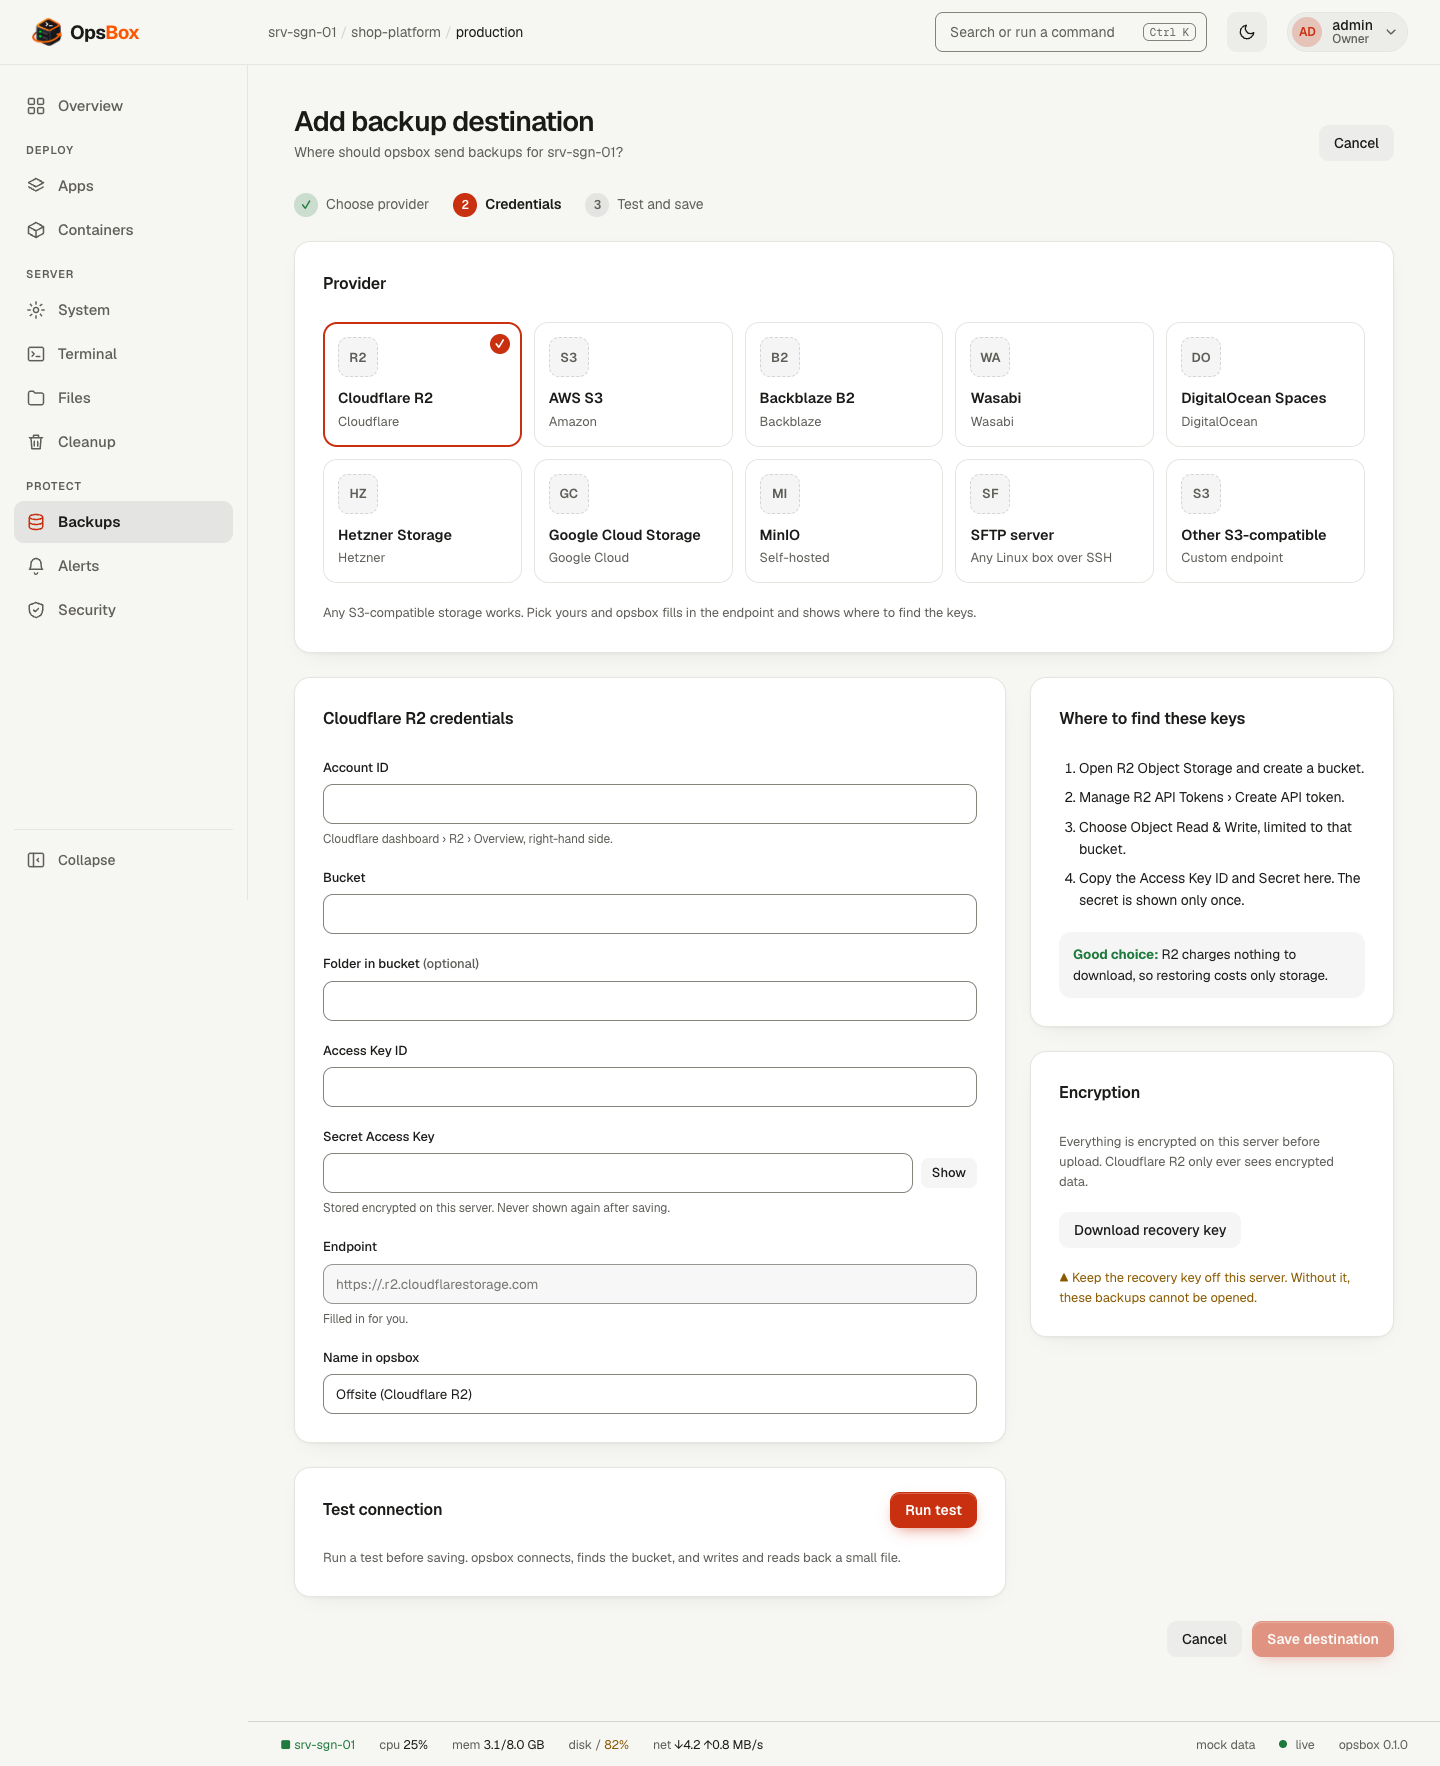 OpsBox
srv-sgn-01 / shop-platform / production
Search or run a command
Ctrl K
AD
admin
Owner
Overview
DEPLOY
Apps
Containers
SERVER
System
Terminal
Files
Cleanup
PROTECT
Backups
Alerts
Security
Collapse
Add backup destination
Where should opsbox send backups for srv-sgn-01?
Cancel
Choose provider
2 Credentials
3 Test and save
Provider
R2
Cloudflare R2
Cloudflare
S3
AWS S3
Amazon
B2
Backblaze B2
Backblaze
WA
Wasabi
Wasabi
DO
DigitalOcean Spaces
DigitalOcean
HZ
Hetzner Storage
Hetzner
GC
Google Cloud Storage
Google Cloud
MI
MinIO
Self-hosted
SF
SFTP server
Any Linux box over SSH
S3
Other S3-compatible
Custom endpoint
Any S3-compatible storage works. Pick yours and opsbox fills in the endpoint and shows where to find the keys.
Cloudflare R2 credentials
Account ID
Cloudflare dashboard › R2 › Overview, right-hand side.
Bucket
Folder in bucket (optional)
Access Key ID
Secret Access Key
Show
Stored encrypted on this server. Never shown again after saving.
Endpoint
https://.r2.cloudflarestorage.com
Filled in for you.
Name in opsbox
Offsite (Cloudflare R2)
Where to find these keys
1. Open R2 Object Storage and create a bucket.
2. Manage R2 API Tokens › Create API token.
3. Choose Object Read & Write, limited to that
bucket.
4. Copy the Access Key ID and Secret here. The
secret is shown only once.
Good choice: R2 charges nothing to
download, so restoring costs only storage.
Encryption
Everything is encrypted on this server before
upload. Cloudflare R2 only ever sees encrypted
data.
Download recovery key
▲ Keep the recovery key off this server. Without it,
these backups cannot be opened.
Test connection
Run test
Run a test before saving. opsbox connects, finds the bucket, and writes and reads back a small file.
Cancel
Save destination
srv-sgn-01
cpu 25%
mem 3.1/8.0 GB
disk / 82%
net ↓4.2 ↑0.8 MB/s
mock data
live
opsbox 0.1.0